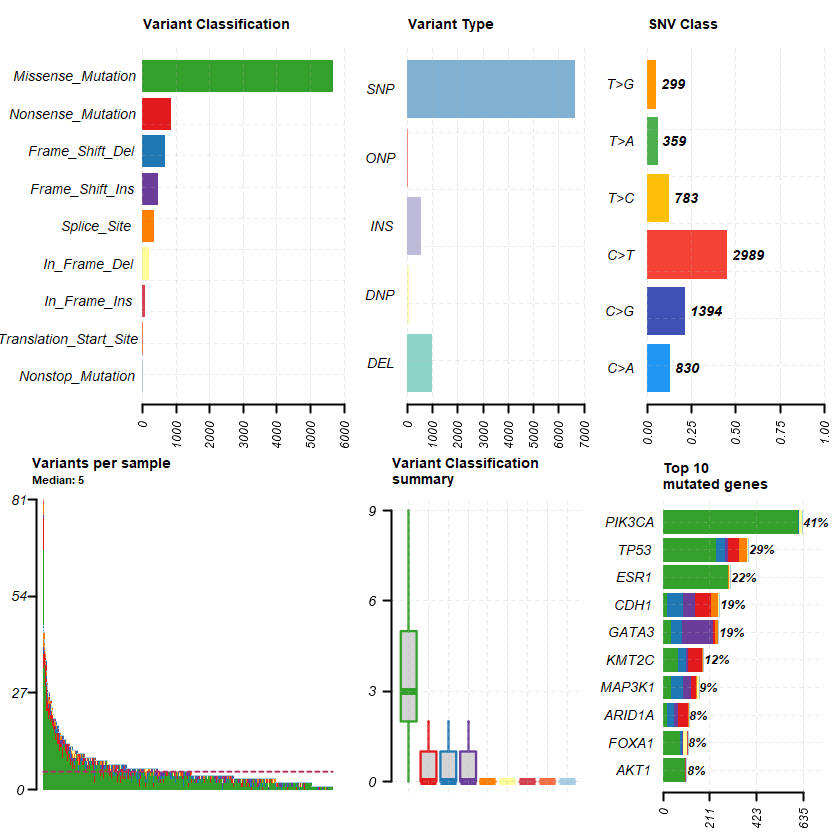 Variant Classification
Missense_Mutation
Nonsense_Mutation
Frame_Shift_Del
Frame_Shift_Ins
Splice_Site
In_Frame_Del
In_Frame_Ins
Translation_Start_Site
Nonstop_Mutation
0 1000 2000 3000 4000 5000 6000
Variant Type
SNP
ONP
INS
DNP
DEL
0 1000 2000 3000 4000 5000 6000 7000
SNV Class
T>G 299
T>A 359
T>C 783
C>T 2989
C>G 1394
C>A 830
0.00 0.25 0.50 0.75 1.00
Variants per sample
Median: 5
81
54
27
0
Variant Classification
summary
9
6
3
0
Top 10
mutated genes
PIK3CA 41%
TP53 29%
ESR1 22%
CDH1 19%
GATA3 19%
KMT2C 12%
MAP3K1 9%
ARID1A 8%
FOXA1 8%
AKT1 8%
0 211 423 635